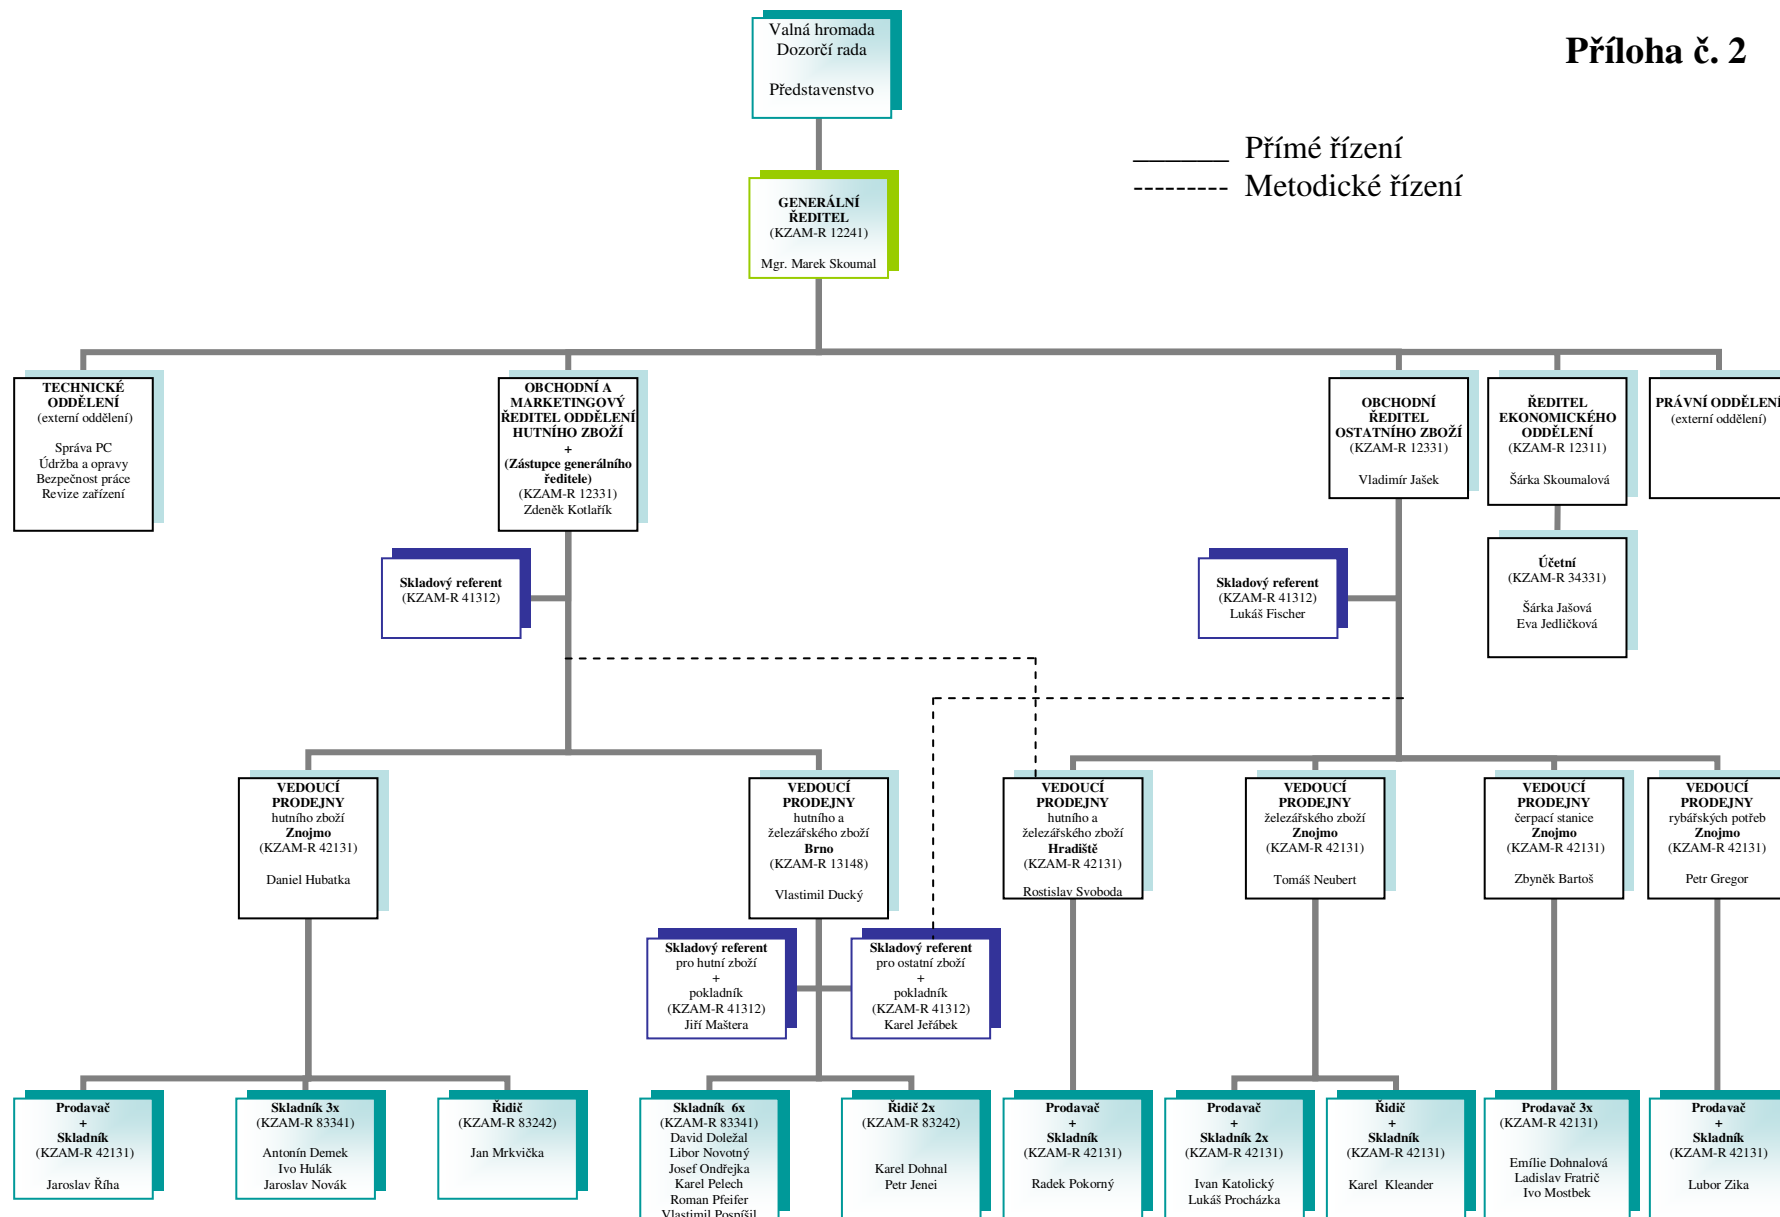 Příloha č. 2
Valná hromada
Dozorčí rada
Představenstvo
______ Přímé řízení
--------- Metodické řízení
GENERÁLNÍ
ŘEDITEL
(KZAM-R 12241)
Mgr. Marek Skoumal
TECHNICKÉ
ODDĚLENÍ
(externí oddělení)
Správa PC
Údržba a opravy
Bezpečnost práce
Revize zařízení
OBCHODNÍ A
MARKETINGOVÝ
ŘEDITEL ODDĚLENÍ
HUTNÍHO ZBOŽÍ
+
(Zástupce generálního
ředitele)
(KZAM-R 12331)
Zdeněk Kotlařík
OBCHODNÍ
ŘEDITEL
OSTATNÍHO ZBOŽÍ
(KZAM-R 12331)
Vladimír Jašek
ŘEDITEL
EKONOMICKÉHO
ODDĚLENÍ
(KZAM-R 12311)
Šárka Skoumalová
PRÁVNÍ ODDĚLENÍ
(externí oddělení)
Skladový referent
(KZAM-R 41312)
Skladový referent
(KZAM-R 41312)
Lukáš Fischer
Účetní
(KZAM-R 34331)
Šárka Jašová
Eva Jedličková
VEDOUCÍ
PRODEJNY
hutního zboží
Znojmo
(KZAM-R 42131)
Daniel Hubatka
VEDOUCÍ
PRODEJNY
hutního a
železářského zboží
Brno
(KZAM-R 13148)
Vlastimil Ducký
VEDOUCÍ
PRODEJNY
hutního a
železářského zboží
Hradiště
(KZAM-R 42131)
Rostislav Svoboda
VEDOUCÍ
PRODEJNY
železářského zboží
Znojmo
(KZAM-R 42131)
Tomáš Neubert
VEDOUCÍ
PRODEJNY
čerpací stanice
Znojmo
(KZAM-R 42131)
Zbyněk Bartoš
VEDOUCÍ
PRODEJNY
rybářských potřeb
Znojmo
(KZAM-R 42131)
Petr Gregor
Skladový referent
pro hutní zboží
+
pokladník
(KZAM-R 41312)
Jiří Maštera
Skladový referent
pro ostatní zboží
+
pokladník
(KZAM-R 41312)
Karel Jeřábek
Prodavač
+
Skladník
(KZAM-R 42131)
Jaroslav Říha
Skladník 3x
(KZAM-R 83341)
Antonín Demek
Ivo Hulák
Jaroslav Novák
Řidič
(KZAM-R 83242)
Jan Mrkvička
Skladník 6x
(KZAM-R 83341)
David Doležal
Libor Novotný
Josef Ondřejka
Karel Pelech
Roman Pfeifer
Vlastimil Pospíšil
Řidič 2x
(KZAM-R 83242)
Karel Dohnal
Petr Jenei
Prodavač
+
Skladník
(KZAM-R 42131)
Radek Pokorný
Prodavač
+
Skladník 2x
(KZAM-R 42131)
Ivan Katolický
Lukáš Procházka
Řidič
+
Skladník
(KZAM-R 42131)
Karel Kleander
Prodavač 3x
(KZAM-R 42131)
Emílie Dohnalová
Ladislav Fratrič
Ivo Mostbek
Prodavač
+
Skladník
(KZAM-R 42131)
Lubor Zika